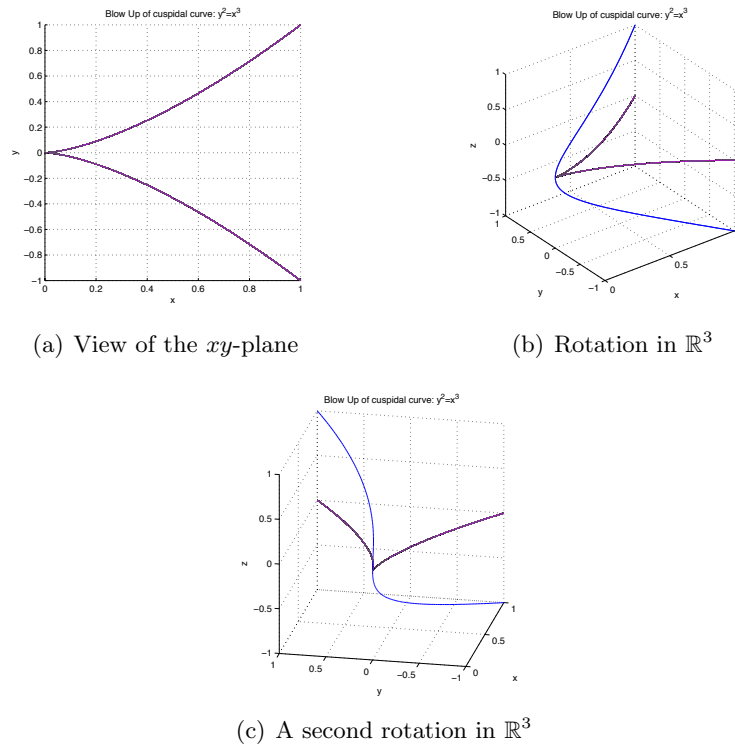 Blow Up of cuspidal curve: y²=x³
1
0.8
0.6
0.4
0.2
0
−0.2
−0.4
−0.6
−0.8
−1
y
0 0.2 0.4 0.6 0.8 1
x
(a) View of the xy-plane
Blow Up of cuspidal curve: y²=x³
1
0.5
0
−0.5
−1
z
1 0.5 0 −0.5 −1
y
0 0.5
x
(b) Rotation in ℝ³
Blow Up of cuspidal curve: y²=x³
1
0.5
0
−0.5
−1
z
1 0.5 0 −0.5 −1
y
0 0.5 1
x
(c) A second rotation in ℝ³